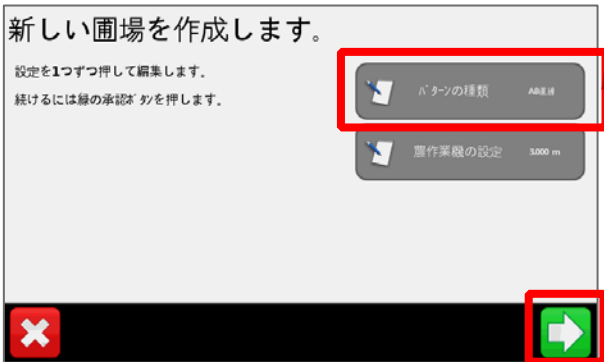 新しい圃場を作成します。
設定を1つずつ押して編集します。
続けるには緑の承認ボタンを押します。
パターンの種類 AB直線
農作業機の設定 3.000 m